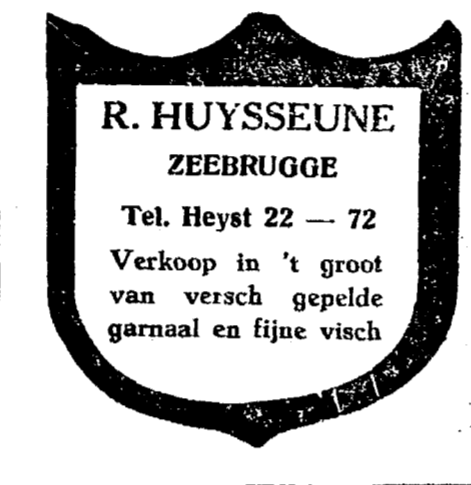 R. HUYSSEUNE
ZEEBRUGGE
Tel. Heyst 22 — 72
Verkoop in 't groot
van versch gepelde
garnaal en fijne visch